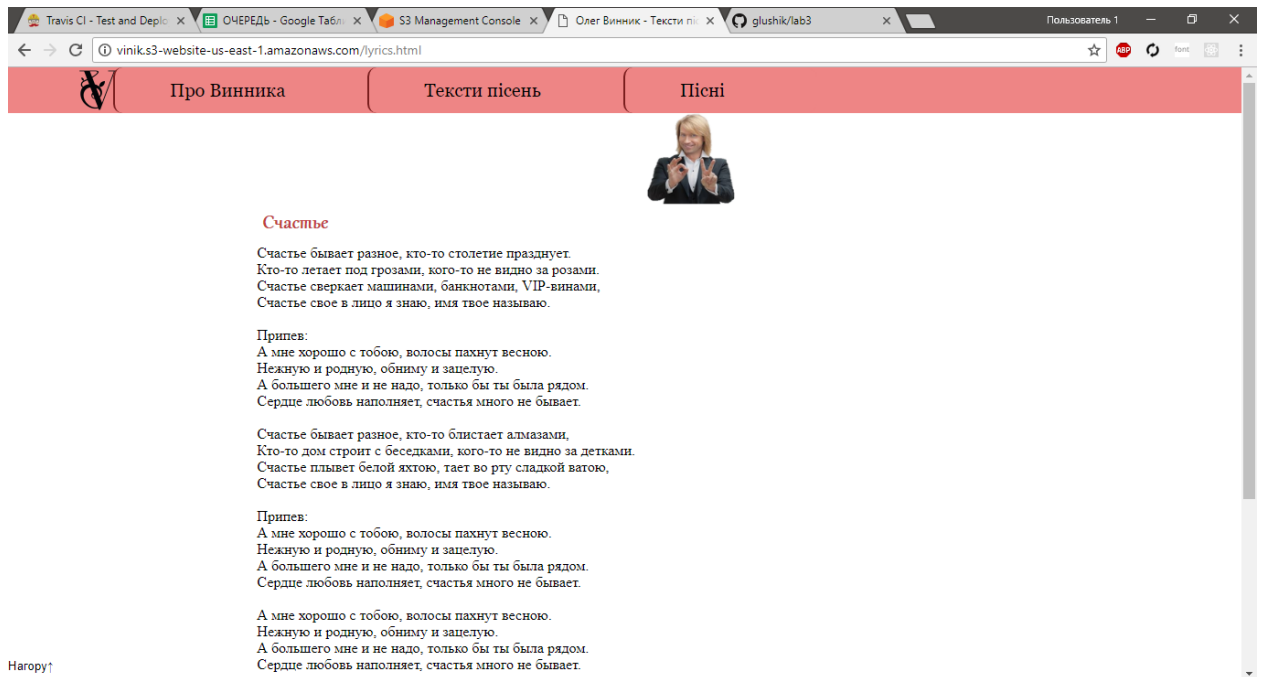 Travis CI - Test and Deplo
ОЧЕРЕДЬ - Google Табл
S3 Management Console
Олег Винник - Тексти піс
glushik/lab3
Пользователь 1
vinik.s3-website-us-east-1.amazonaws.com/lyrics.html
ABP
font
Про Винника
Тексти пісень
Пісні
Счастье
Счастье бывает разное, кто-то столетие празднует.
Кто-то летает под грозами, кого-то не видно за розами.
Счастье сверкает машинами, банкнотами, VIP-винами,
Счастье свое в лицо я знаю, имя твое называю.
Припев:
А мне хорошо с тобою, волосы пахнут весною.
Нежную и родную, обниму и зацелую.
А большего мне и не надо, только бы ты была рядом.
Сердце любовь наполняет, счастья много не бывает.
Счастье бывает разное, кто-то блистает алмазами,
Кто-то дом строит с беседками, кого-то не видно за детками.
Счастье плывет белой яхтою, тает во рту сладкой ватою,
Счастье свое в лицо я знаю, имя твое называю.
Припев:
А мне хорошо с тобою, волосы пахнут весною.
Нежную и родную, обниму и зацелую.
А большего мне и не надо, только бы ты была рядом.
Сердце любовь наполняет, счастья много не бывает.
А мне хорошо с тобою, волосы пахнут весною.
Нежную и родную, обниму и зацелую.
А большего мне и не надо, только бы ты была рядом.
Сердце любовь наполняет, счастья много не бывает.
Нагору↑